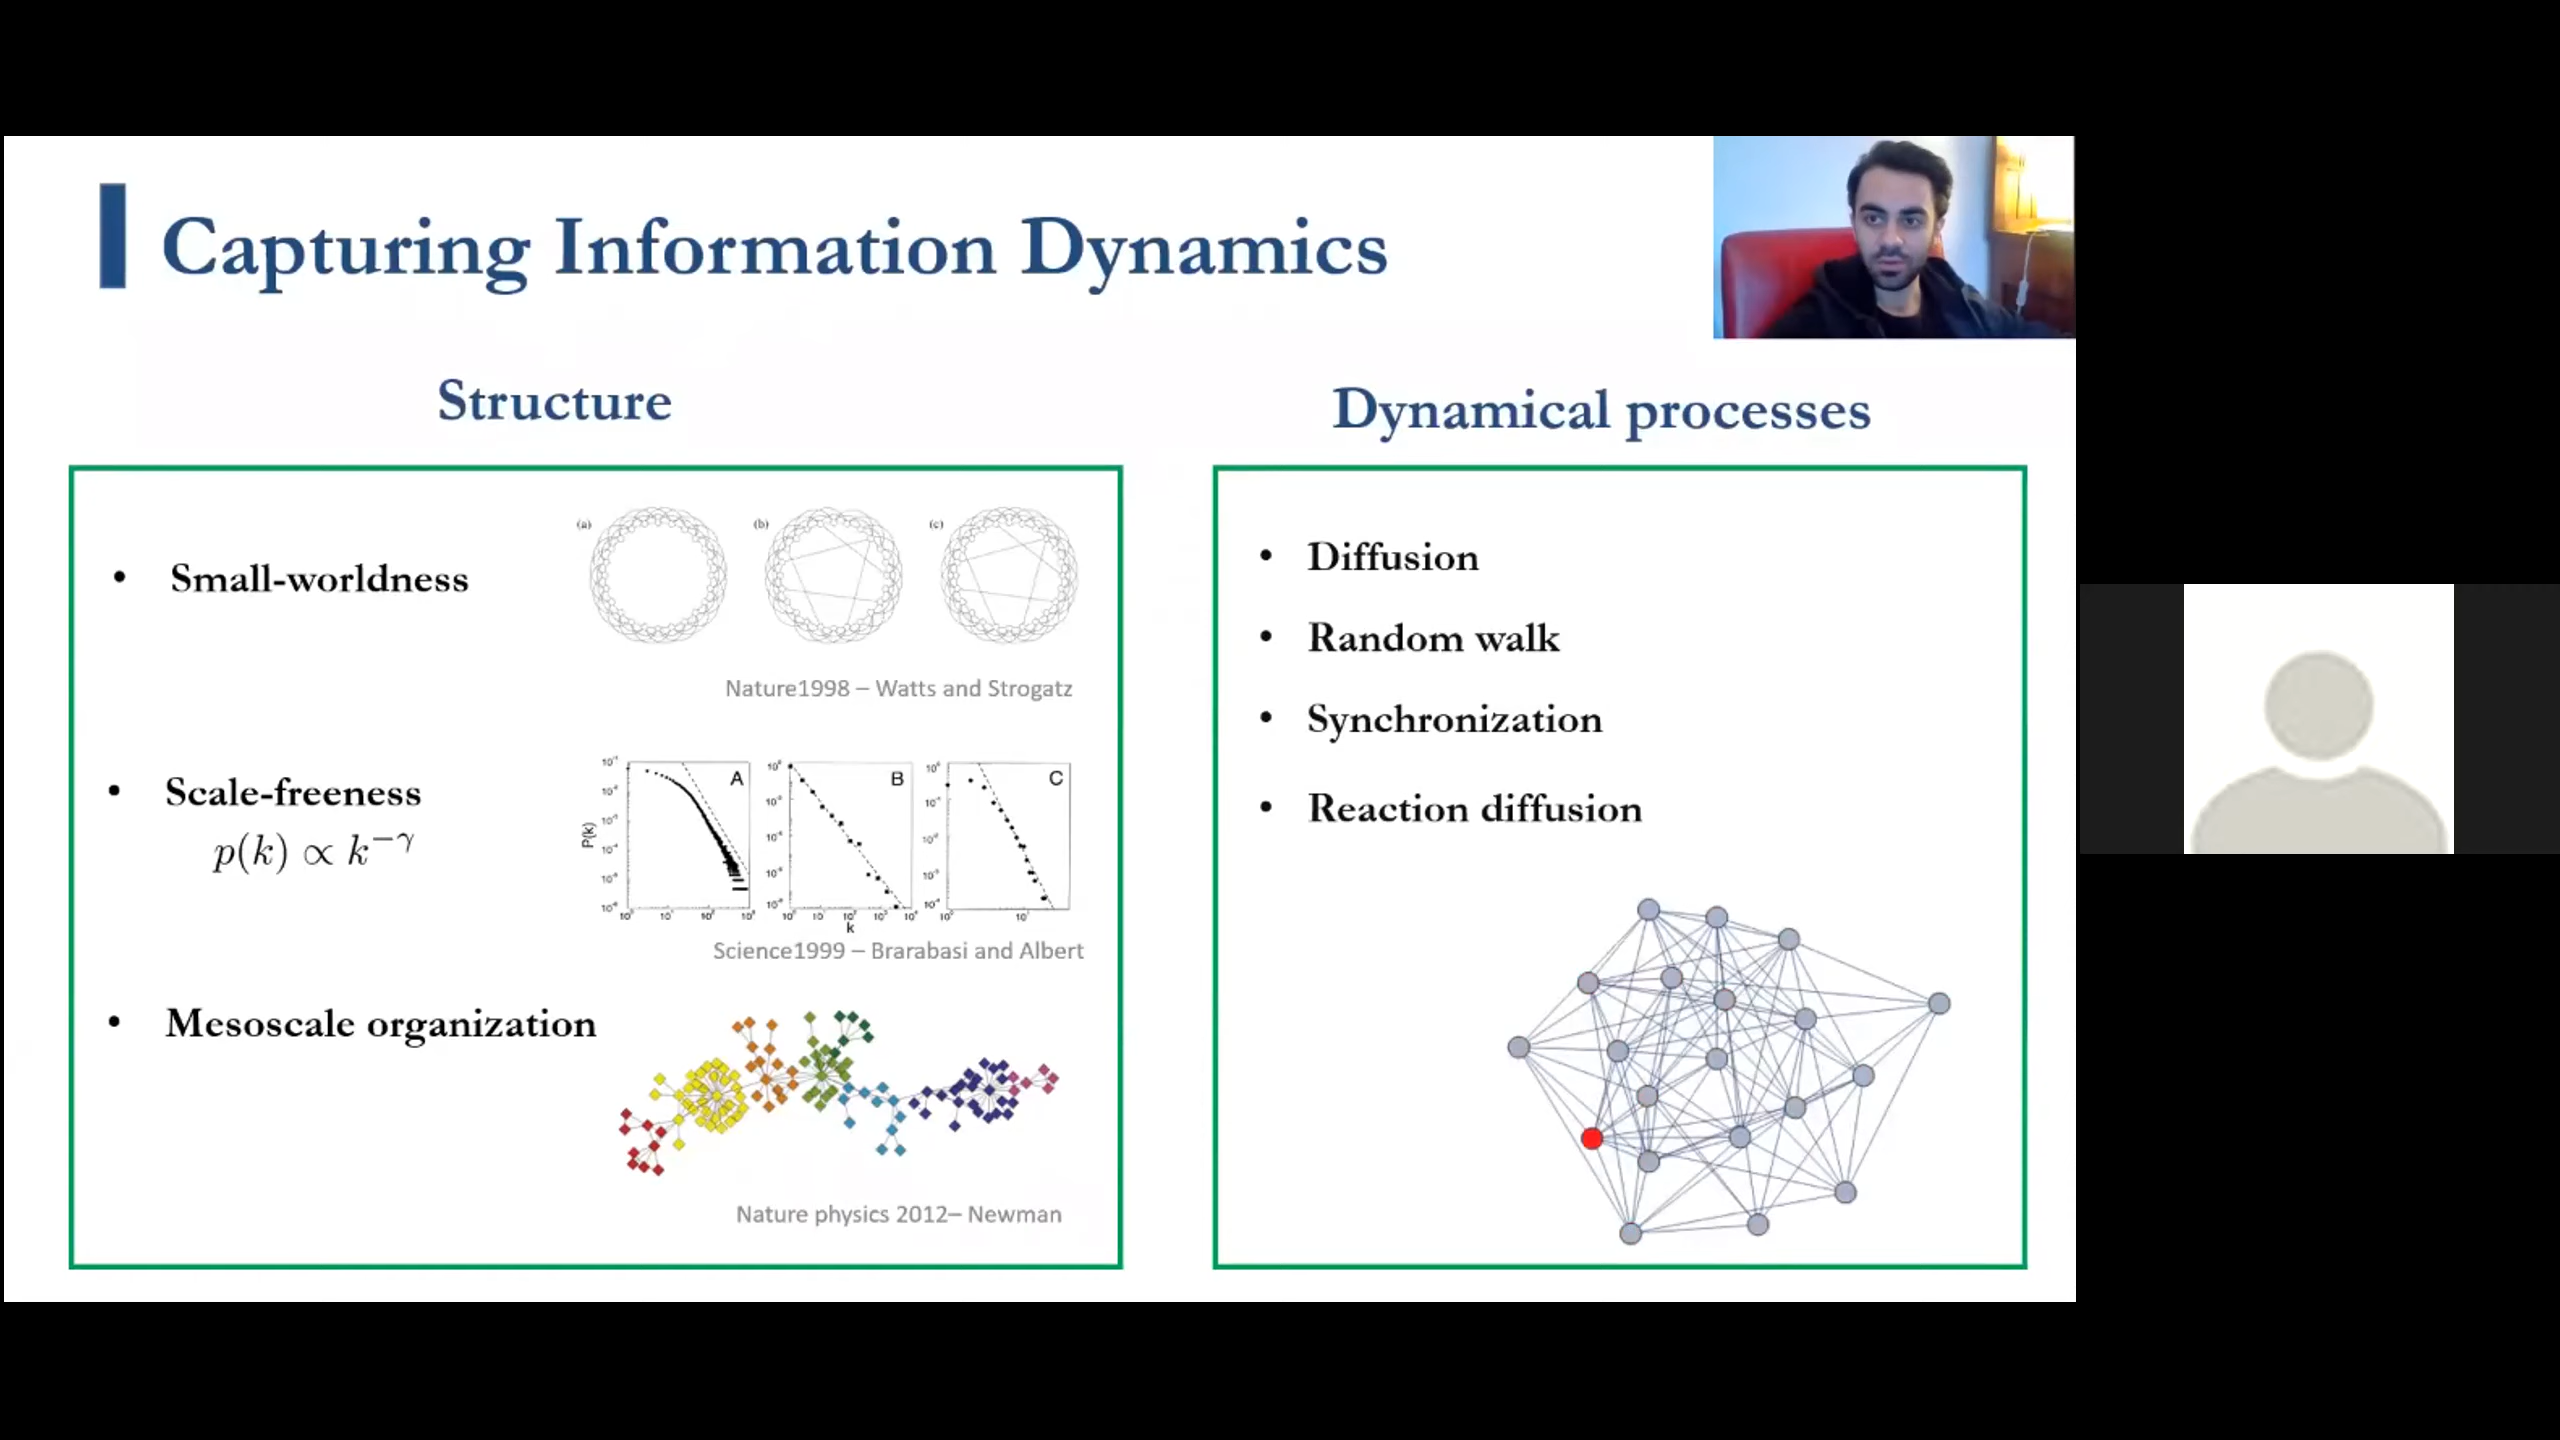 Capturing Information Dynamics
Structure
• Small-worldness
(a) (b) (c)
Nature1998 – Watts and Strogatz
• Scale-freeness
p(k) ∝ k^−γ
A B C
P(k)
k
Science1999 – Brarabasi and Albert
• Mesoscale organization
Nature physics 2012– Newman
Dynamical processes
• Diffusion
• Random walk
• Synchronization
• Reaction diffusion